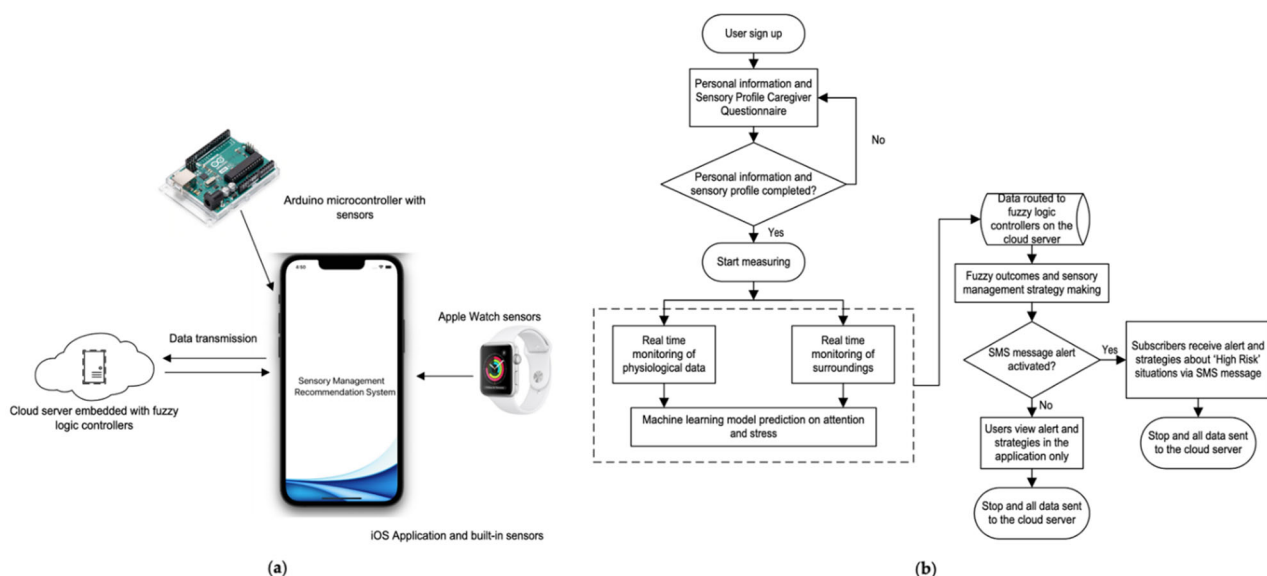 Arduino microcontroller with
sensors
4:50
Apple Watch sensors
Data transmission
Sensory Management
Recommendation System
Cloud server embedded with fuzzy
logic controllers
iOS Application and built-in sensors
(a)
User sign up
Personal information and
Sensory Profile Caregiver
Questionnaire
No
Personal information and
sensory profile completed?
Yes
Start measuring
Real time
monitoring of
physiological data
Real time
monitoring of
surroundings
Machine learning model prediction on attention
and stress
Data routed to
fuzzy logic
controllers on the
cloud server
Fuzzy outcomes and sensory
management strategy making
SMS message alert
activated?
Yes
Subscribers receive alert and
strategies about 'High Risk'
situations via SMS message
No
Users view alert and
strategies in the
application only
Stop and all data sent
to the cloud server
Stop and all data sent
to the cloud server
(b)